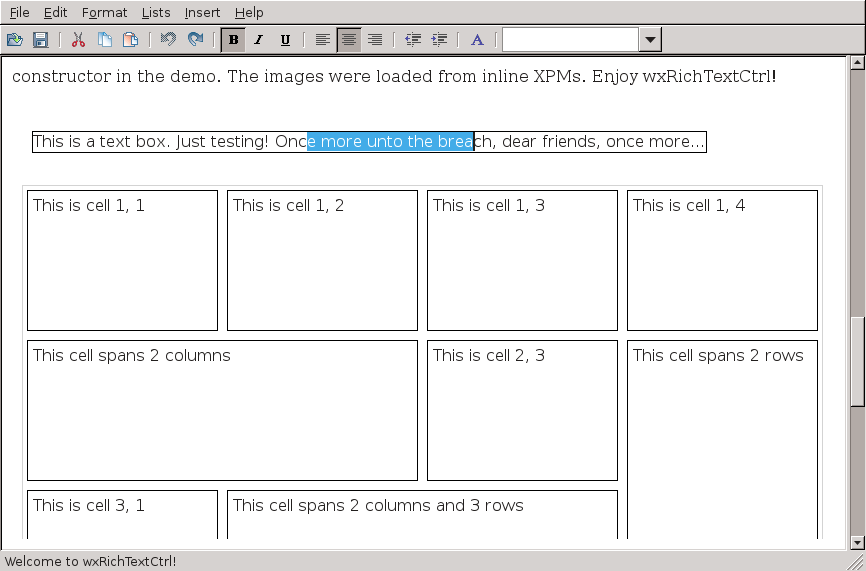 File Edit Format Lists Insert Help
B I U A
constructor in the demo. The images were loaded from inline XPMs. Enjoy wxRichTextCtrl!
This is a text box. Just testing! Once more unto the breach, dear friends, once more...
This is cell 1, 1 This is cell 1, 2 This is cell 1, 3 This is cell 1, 4
This cell spans 2 columns This is cell 2, 3 This cell spans 2 rows
This is cell 3, 1 This cell spans 2 columns and 3 rows
Welcome to wxRichTextCtrl!